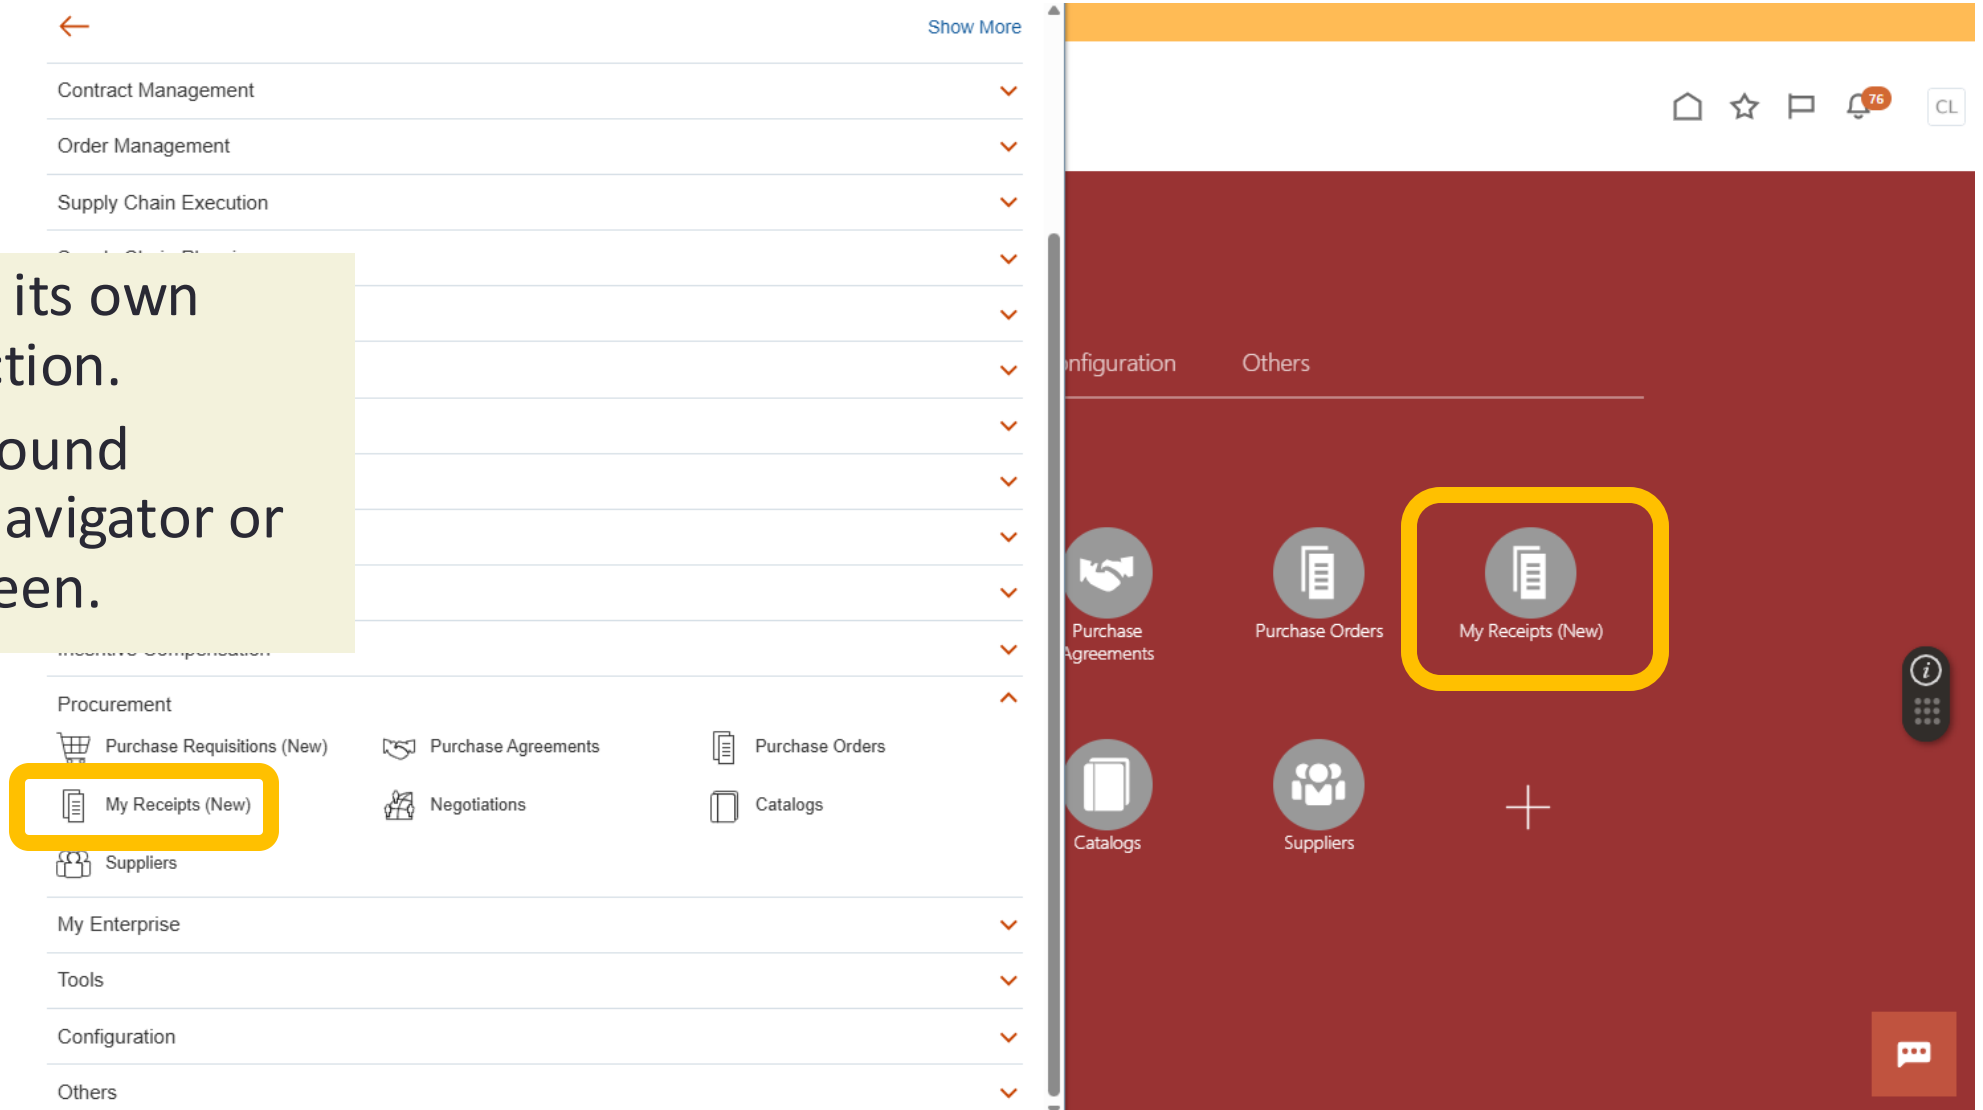 Show More
Contract Management
Order Management
Supply Chain Execution
its own
ction.
ound
avigator or
een.
Procurement
Purchase Requisitions (New)
Purchase Agreements
Purchase Orders
My Receipts (New)
Negotiations
Catalogs
Suppliers
My Enterprise
Tools
Configuration
Others
76
CL
nfiguration
Others
Purchase
Agreements
Purchase Orders
My Receipts (New)
Catalogs
Suppliers